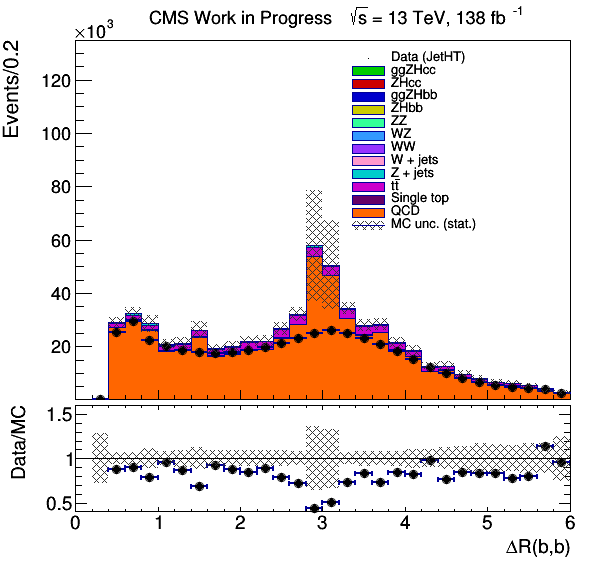 CMS Work in Progress √s = 13 TeV, 138 fb -1
×10³
Events/0.2
120
100
80
60
40
20
Data (JetHT)
ggZHcc
ZHcc
ggZHbb
ZHbb
ZZ
WZ
WW
W + jets
Z + jets
tt̄
Single top
QCD
MC unc. (stat.)
Data/MC
1.5
1
0.5
0 1 2 3 4 5 6
ΔR(b,b)